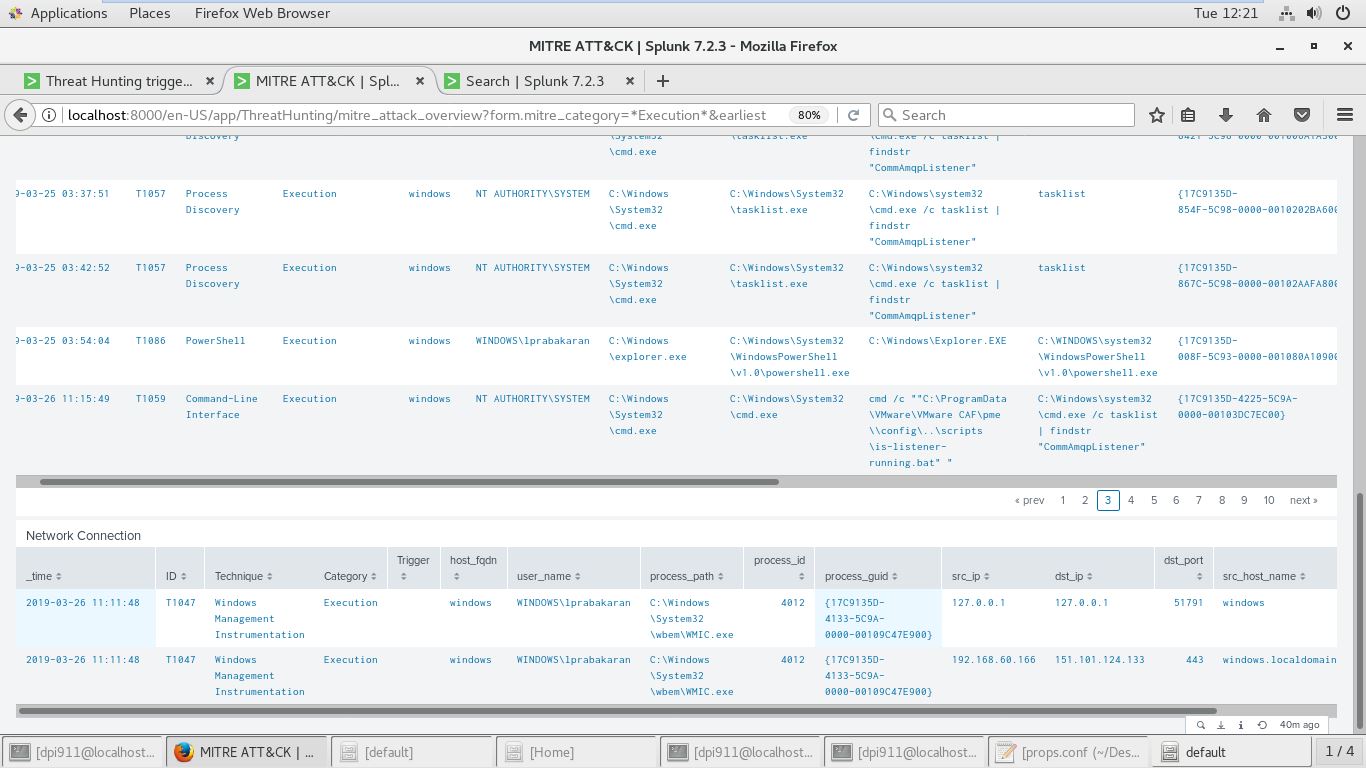 Applications Places Firefox Web Browser Tue 12:21
MITRE ATT&CK | Splunk 7.2.3 - Mozilla Firefox
Threat Hunting trigge... MITRE ATT&CK | Spl... Search | Splunk 7.2.3
localhost:8000/en-US/app/ThreatHunting/mitre_attack_overview?form.mitre_category=*Execution*&earliest 80% Search
Discovery \System32 \tasklist.exe \cmd.exe /c tasklist |
\cmd.exe findstr
"CommAmqpListener"
9-03-25 03:37:51 T1057 Process Execution windows NT AUTHORITY\SYSTEM C:\Windows C:\Windows\System32 C:\Windows\system32 tasklist {17C9135D-
Discovery \System32 \tasklist.exe \cmd.exe /c tasklist | 854F-5C98-0000-0010202BA600
\cmd.exe findstr
"CommAmqpListener"
9-03-25 03:42:52 T1057 Process Execution windows NT AUTHORITY\SYSTEM C:\Windows C:\Windows\System32 C:\Windows\system32 tasklist {17C9135D-
Discovery \System32 \tasklist.exe \cmd.exe /c tasklist | 867C-5C98-0000-00102AAFA800
\cmd.exe findstr
"CommAmqpListener"
9-03-25 03:54:04 T1086 PowerShell Execution windows WINDOWS\lprabakaran C:\Windows C:\Windows\System32 C:\Windows\Explorer.EXE C:\WINDOWS\system32 {17C9135D-
\explorer.exe \WindowsPowerShell \WindowsPowerShell 008F-5C93-0000-001080A10900
\v1.0\powershell.exe \v1.0\powershell.exe
9-03-26 11:15:49 T1059 Command-Line Execution windows NT AUTHORITY\SYSTEM C:\Windows C:\Windows\System32 cmd /c ""C:\ProgramData C:\Windows\system32 {17C9135D-4225-5C9A-
Interface \System32 \cmd.exe \VMware\VMware CAF\pme \cmd.exe /c tasklist 0000-00103DC7EC00}
\cmd.exe \\config\..\scripts | findstr
\is-listener- "CommAmqpListener"
running.bat" "
« prev 1 2 3 4 5 6 7 8 9 10 next »
Network Connection
_time ID Technique Category Trigger host_fqdn user_name process_path process_id process_guid src_ip dst_ip dst_port src_host_name
2019-03-26 11:11:48 T1047 Windows Execution windows WINDOWS\lprabakaran C:\Windows 4012 {17C9135D- 127.0.0.1 127.0.0.1 51791 windows
Management \System32 4133-5C9A-
Instrumentation \wbem\WMIC.exe 0000-00109C47E900}
2019-03-26 11:11:48 T1047 Windows Execution windows WINDOWS\lprabakaran C:\Windows 4012 {17C9135D- 192.168.60.166 151.101.124.133 443 windows.localdomain
Management \System32 4133-5C9A-
Instrumentation \wbem\WMIC.exe 0000-00109C47E900}
40m ago
[dpi911@localhost... MITRE ATT&CK | ... [default] [Home] [dpi911@localhost... [dpi911@localhost... [props.conf (~/Des... default 1 / 4